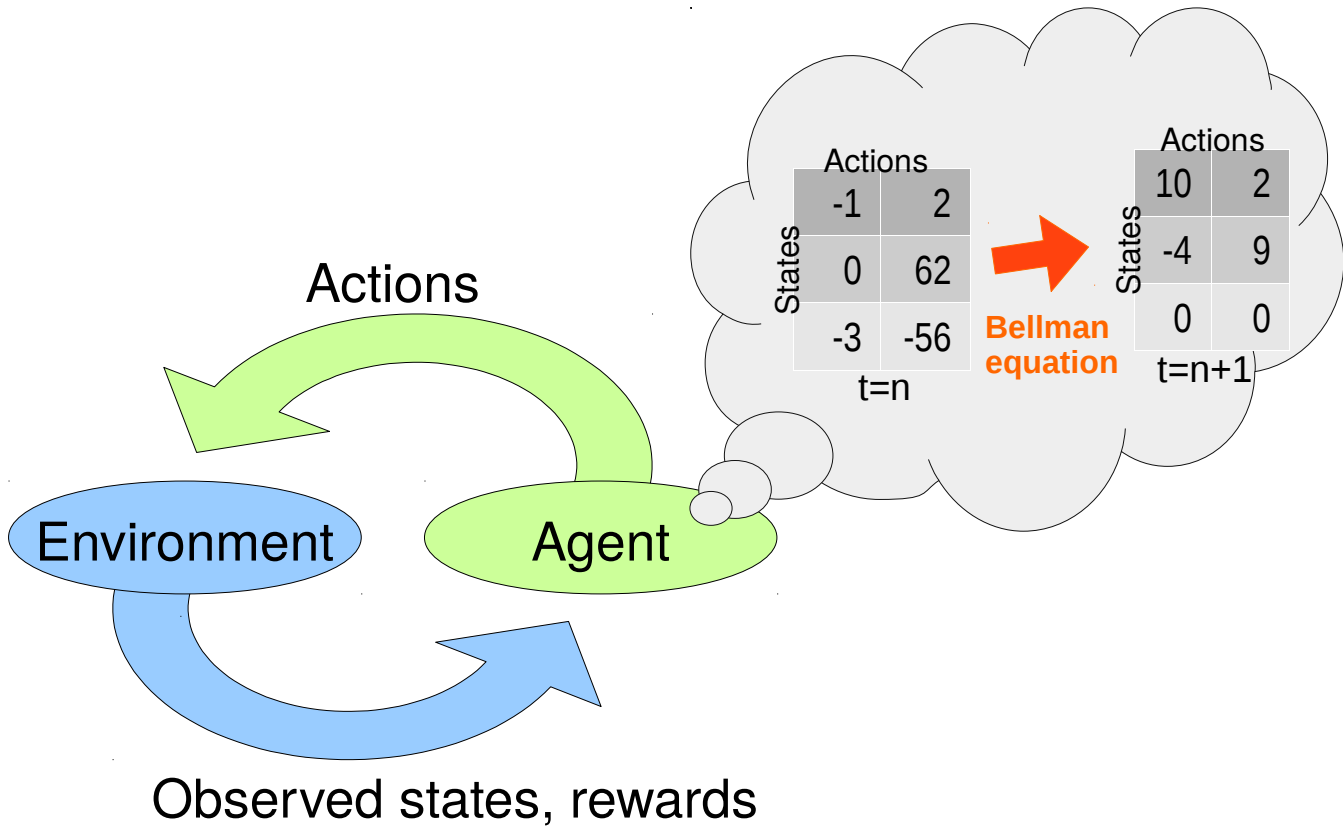 Actions
Environment
Agent
Observed states, rewards
Actions
States
-1 2
0 62
-3 -56
t=n
Bellman
equation
Actions
States
10 2
-4 9
0 0
t=n+1